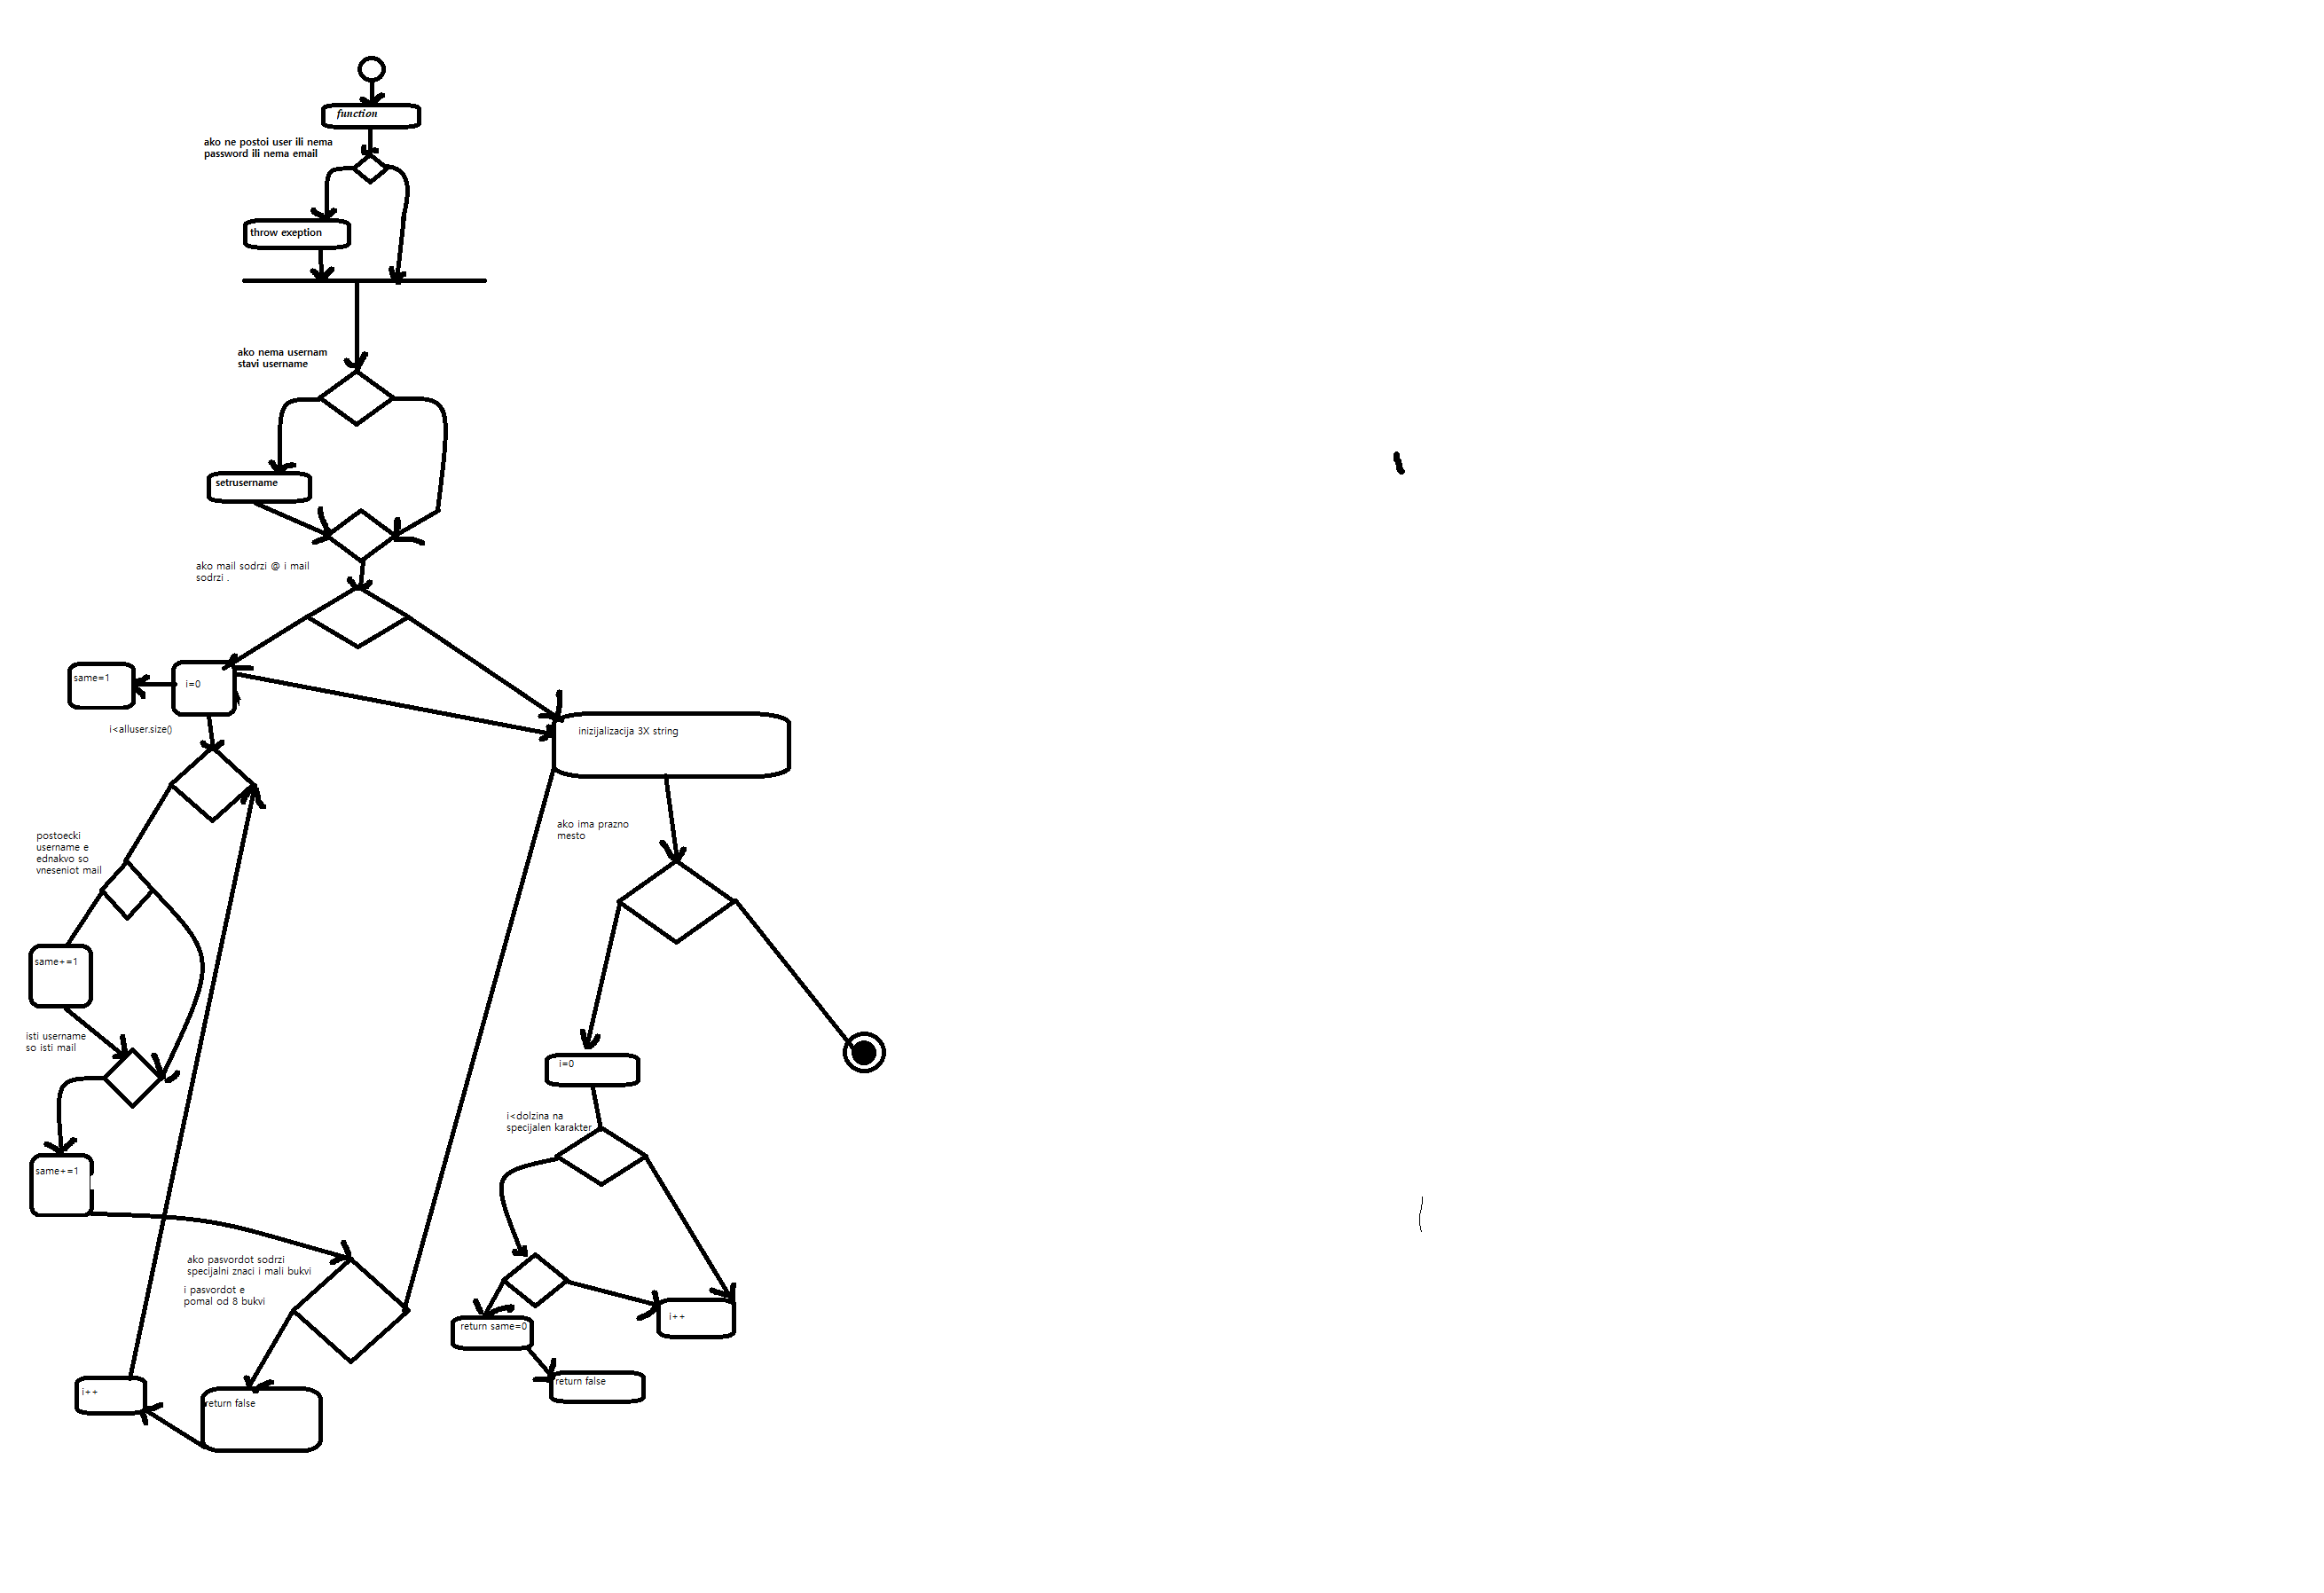 function
ako ne postoi user ili nema
password ili nema email
throw exeption
ako nema usernam
stavi username
setrusername
ako mail sodrzi @ i mail
sodrzi .
same=1
i=0
i<alluser.size()
inizijalizacija 3X string
ako ima prazno
mesto
postoecki
username e
ednakvo so
vneseniot mail
same+=1
isti username
so isti mail
i=0
i<dolzina na
specijalen karakter
same+=1
ako pasvordot sodrzi
specijalni znaci i mali bukvi
i pasvordot e
pomal od 8 bukvi
return same=0
i++
return false
i++
return false